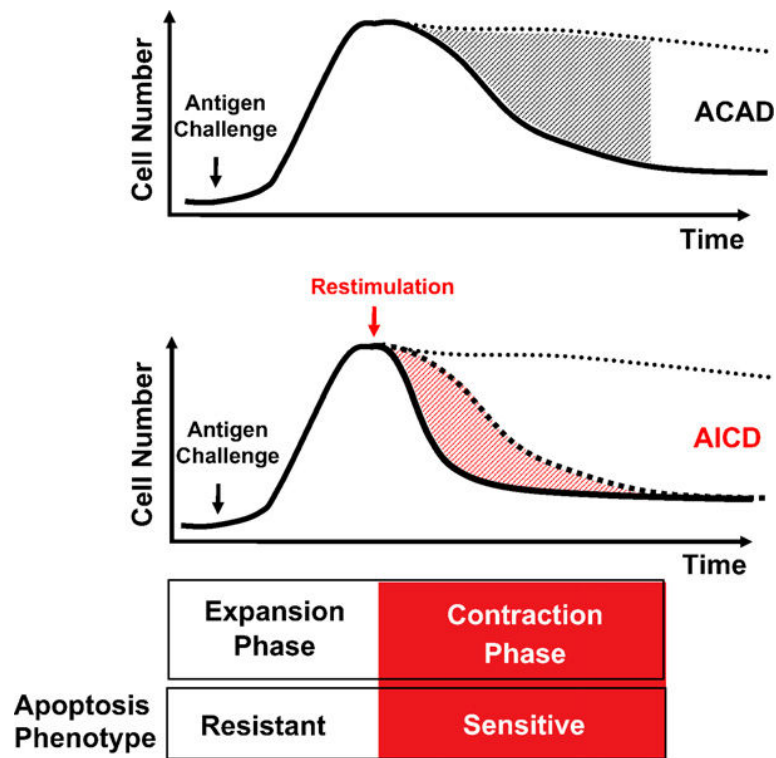 Cell Number
Antigen
Challenge
ACAD
Time
Restimulation
Cell Number
Antigen
Challenge
AICD
Time
Expansion
Phase
Contraction
Phase
Apoptosis
Phenotype
Resistant
Sensitive